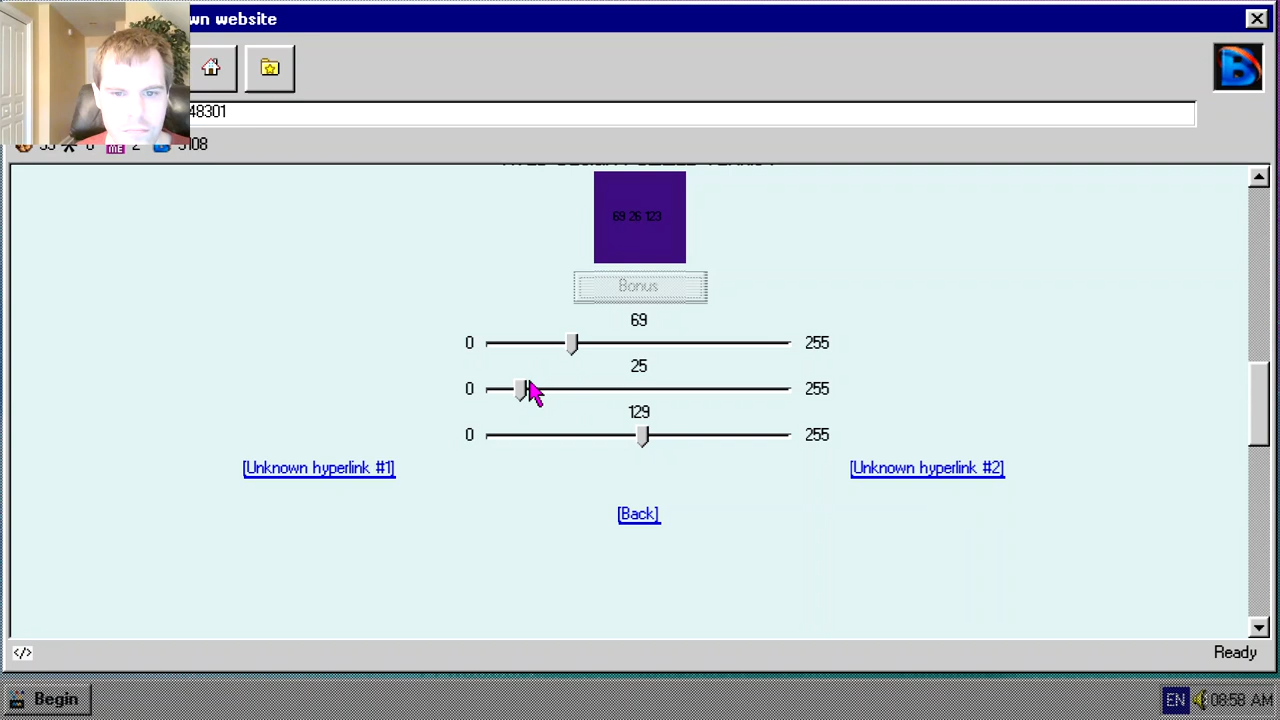 wn website
48301
2
5108
69 26 123
Bonus
69
0 255
25
0 255
129
0 255
[Unknown hyperlink #1] [Unknown hyperlink #2]
[Back]
</> Ready
Begin EN 08:58 AM